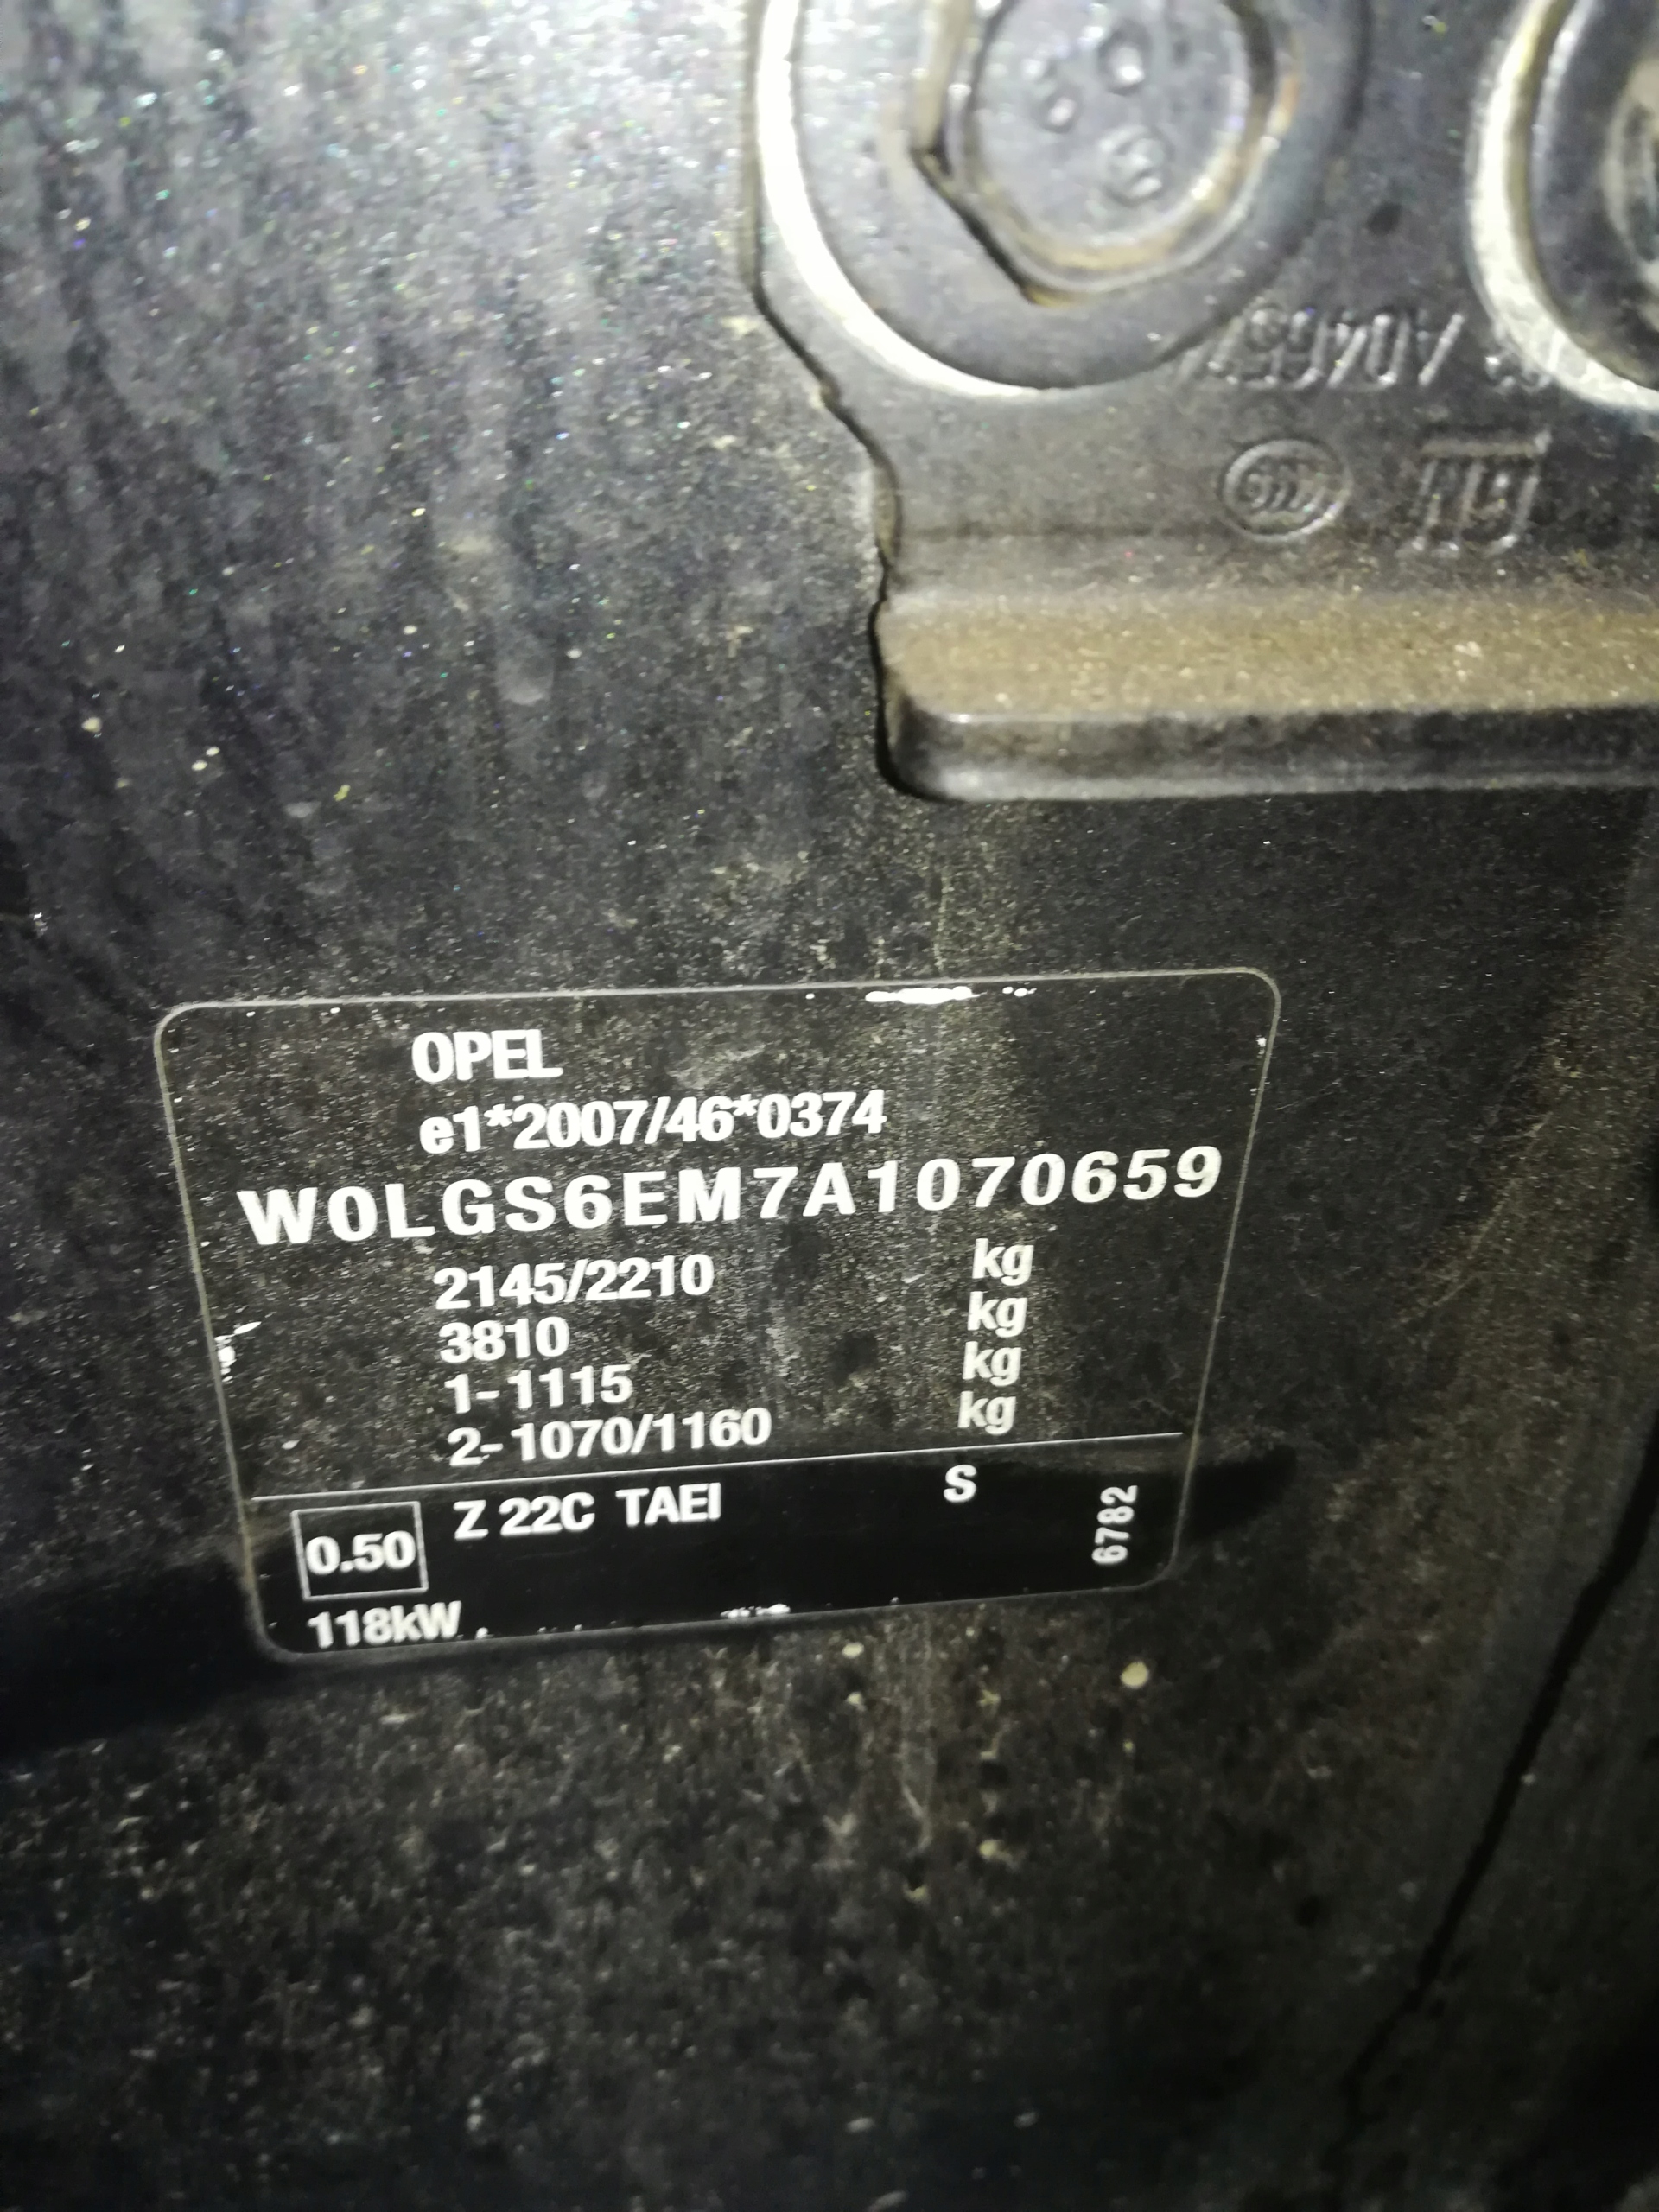 OPEL
e1*2007/46*0374
W0LGS6EM7A1070659
2145/2210 kg
3810 kg
1-1115 kg
2-1070/1160 kg
0.50 Z 22C TAEI S
6782
118kW